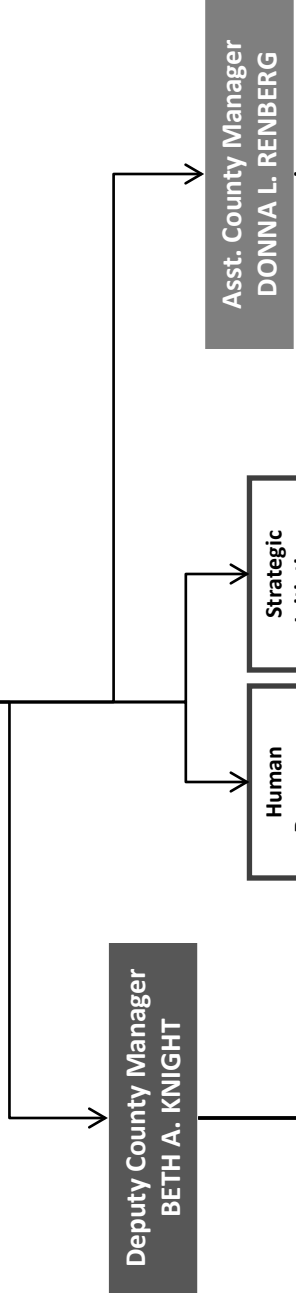 Deputy County Manager
BETH A. KNIGHT
Human
Strategic
Asst. County Manager
DONNA L. RENBERG